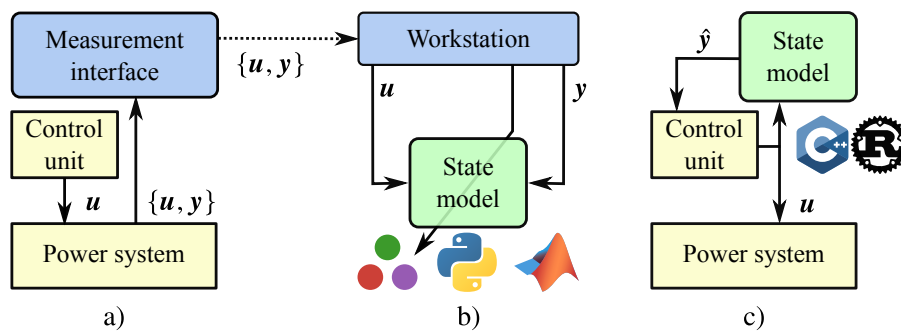 Measurement
interface
{u, y}
Workstation
Control
unit
u
{u, y}
Power system
a)
u
y
State
model
b)
ŷ
State
model
Control
unit
C++
R
u
Power system
c)